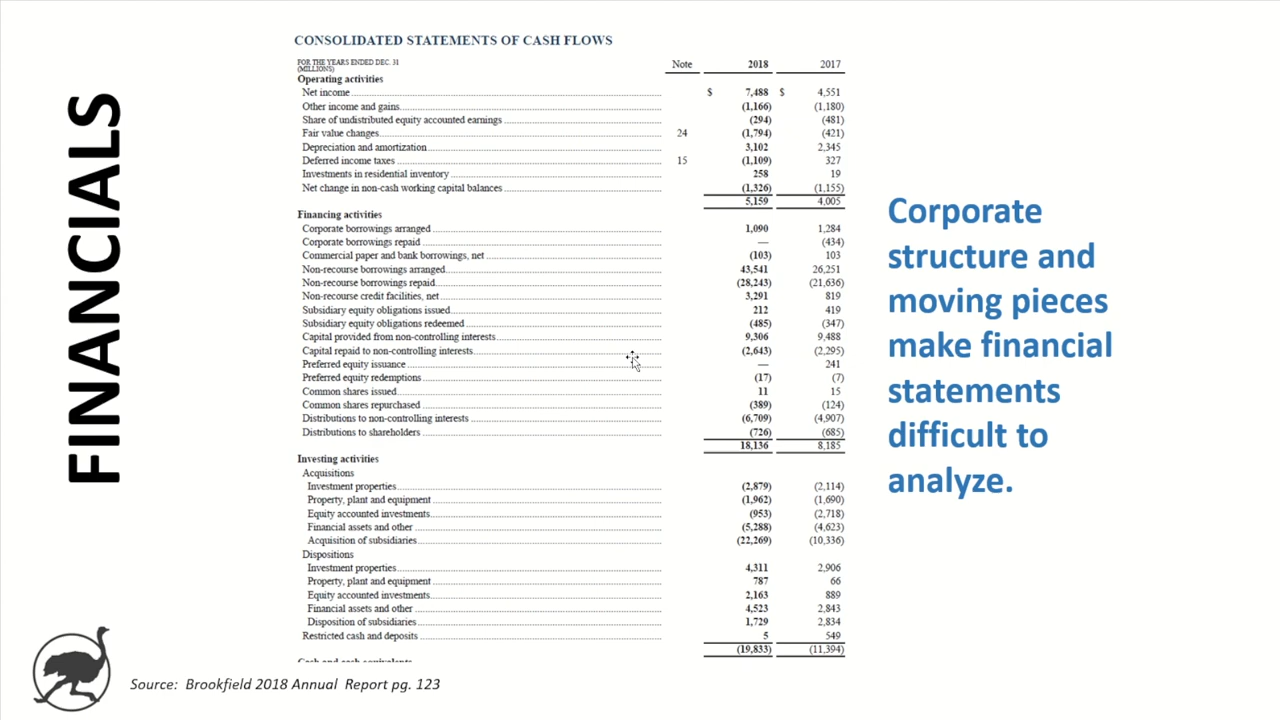 FINANCIALS
CONSOLIDATED STATEMENTS OF CASH FLOWS
FOR THE YEARS ENDED DEC. 31
(MILLIONS) Note 2018 2017
Operating activities
Net income $ 7,488 $ 4,551
Other income and gains (1,166) (1,180)
Share of undistributed equity accounted earnings (294) (481)
Fair value changes 24 (1,794) (421)
Depreciation and amortization 3,102 2,345
Deferred income taxes 15 (1,109) 327
Investments in residential inventory 258 19
Net change in non-cash working capital balances (1,326) (1,155)
5,159 4,005
Financing activities
Corporate borrowings arranged 1,090 1,284
Corporate borrowings repaid — (434)
Commercial paper and bank borrowings, net (103) 103
Non-recourse borrowings arranged 43,541 26,251
Non-recourse borrowings repaid (28,243) (21,636)
Non-recourse credit facilities, net 3,291 819
Subsidiary equity obligations issued 212 419
Subsidiary equity obligations redeemed (485) (347)
Capital provided from non-controlling interests 9,306 9,488
Capital repaid to non-controlling interests (2,643) (2,295)
Preferred equity issuance — 241
Preferred equity redemptions (17) (7)
Common shares issued 11 15
Common shares repurchased (389) (124)
Distributions to non-controlling interests (6,709) (4,907)
Distributions to shareholders (726) (685)
18,136 8,185
Investing activities
Acquisitions
Investment properties (2,879) (2,114)
Property, plant and equipment (1,962) (1,690)
Equity accounted investments (953) (2,718)
Financial assets and other (5,288) (4,623)
Acquisition of subsidiaries (22,269) (10,336)
Dispositions
Investment properties 4,311 2,906
Property, plant and equipment 787 66
Equity accounted investments 2,163 889
Financial assets and other 4,523 2,843
Disposition of subsidiaries 1,729 2,834
Restricted cash and deposits 5 549
(19,833) (11,394)
Cash and cash equivalents
Corporate
structure and
moving pieces
make financial
statements
difficult to
analyze.
Source: Brookfield 2018 Annual Report pg. 123